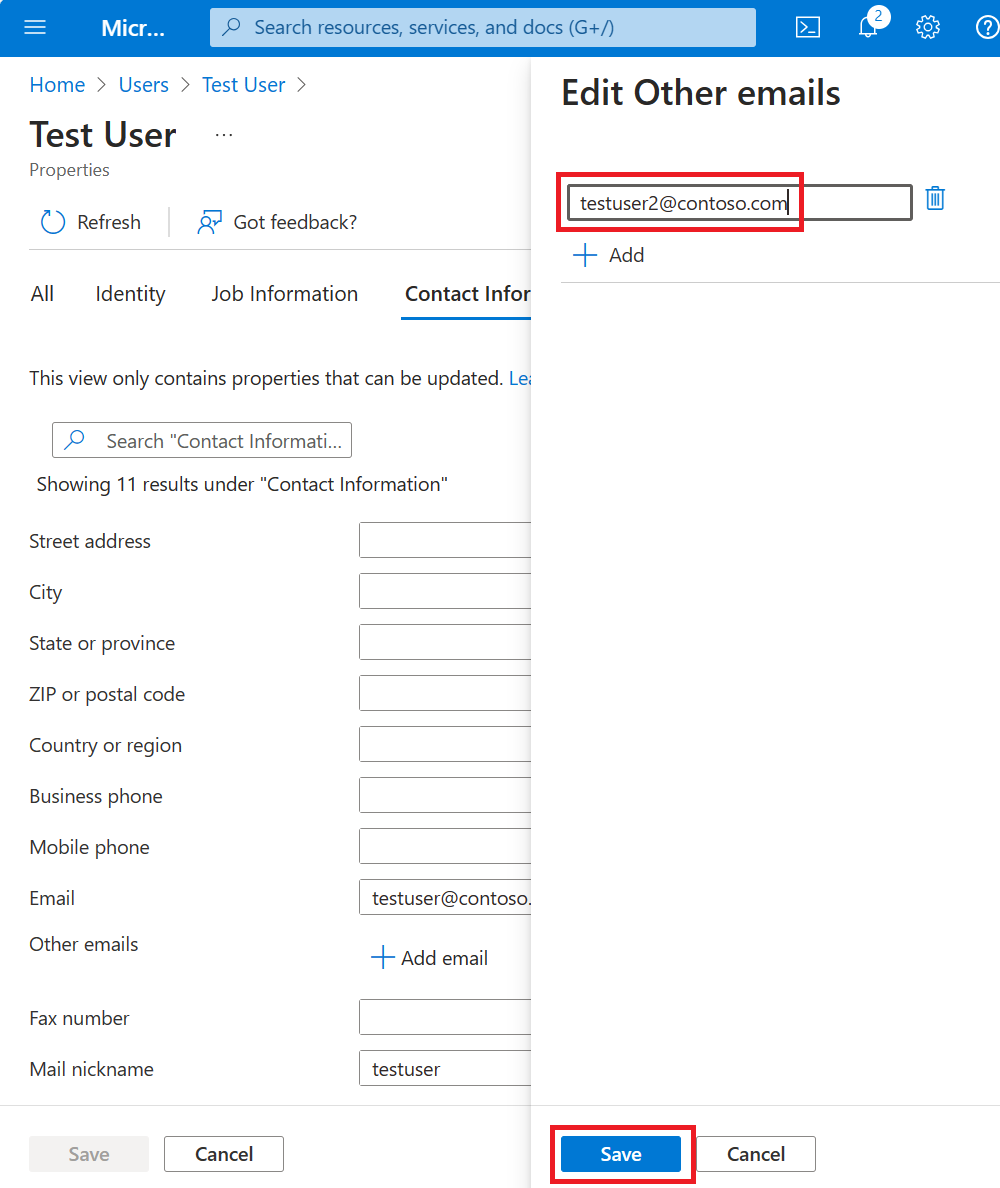 Micr...
Search resources, services, and docs (G+/)
2
Home > Users > Test User >
Test User ...
Properties
Refresh
Got feedback?
All
Identity
Job Information
Contact Infor
This view only contains properties that can be updated. Lea
Search "Contact Informati...
Showing 11 results under "Contact Information"
Street address
City
State or province
ZIP or postal code
Country or region
Business phone
Mobile phone
Email
testuser@contoso.
Other emails
Add email
Fax number
Mail nickname
testuser
Save
Cancel
Edit Other emails
testuser2@contoso.com
Add
Save
Cancel